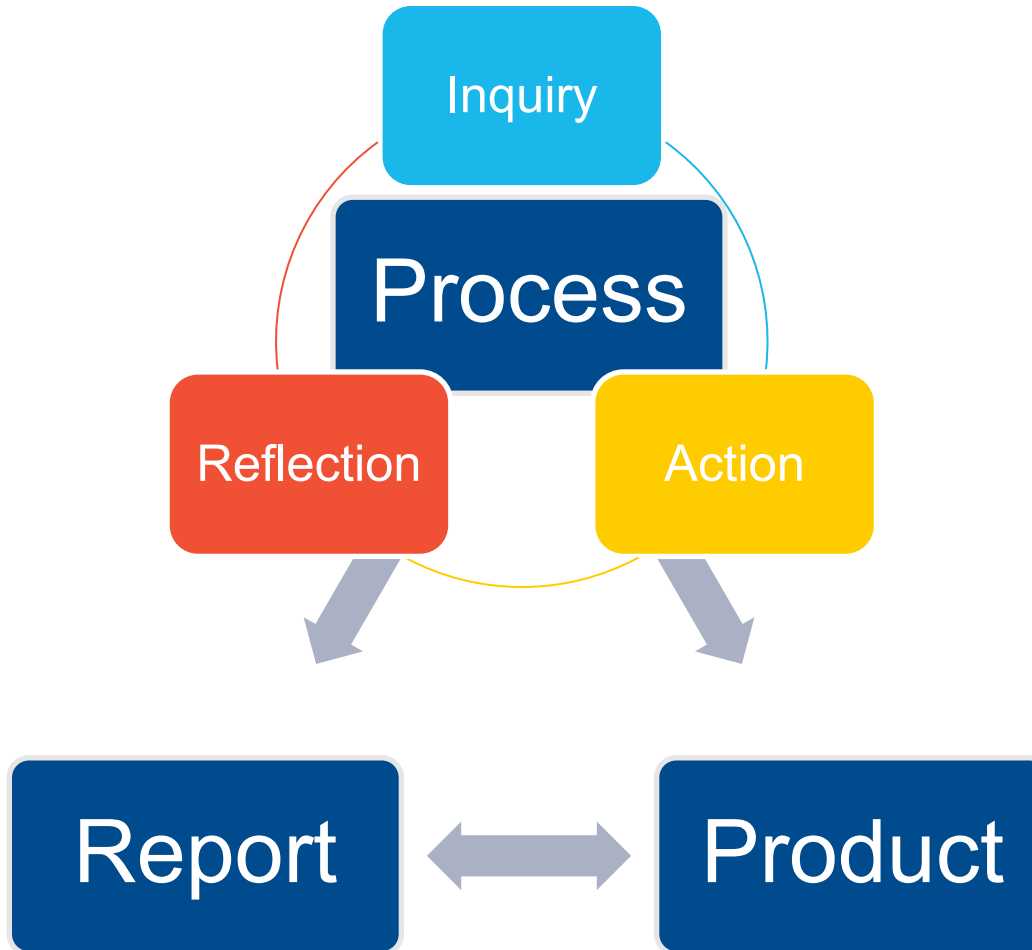 Inquiry
Process
Reflection
Action
Report
Product